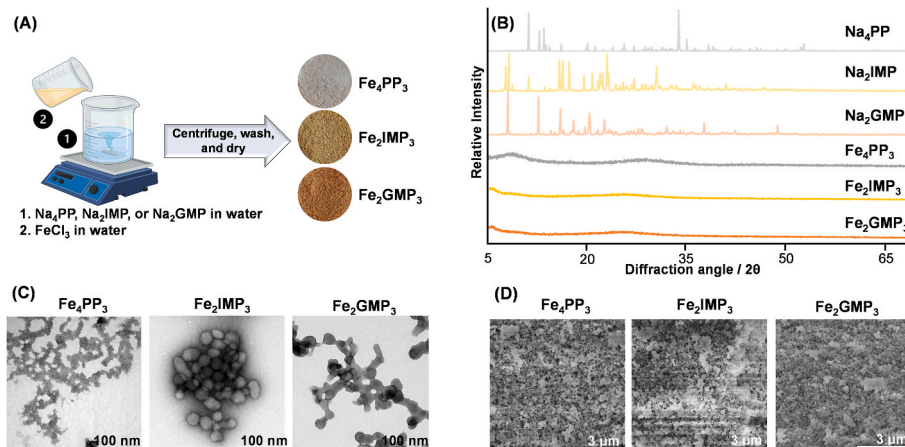 (A)
2
1
Centrifuge, wash,
and dry
Fe₄PP₃
Fe₂IMP₃
Fe₂GMP₃
1. Na₄PP, Na₂IMP, or Na₂GMP in water
2. FeCl₃ in water
(B)
Relative Intensity
Na₄PP
Na₂IMP
Na₂GMP
Fe₄PP₃
Fe₂IMP₃
Fe₂GMP₃
5 20 35 50 65
Diffraction angle / 2θ
(C)
Fe₄PP₃ Fe₂IMP₃ Fe₂GMP₃
100 nm 100 nm 100 nm
(D)
Fe₄PP₃ Fe₂IMP₃ Fe₂GMP₃
3 µm 3 µm 3 µm